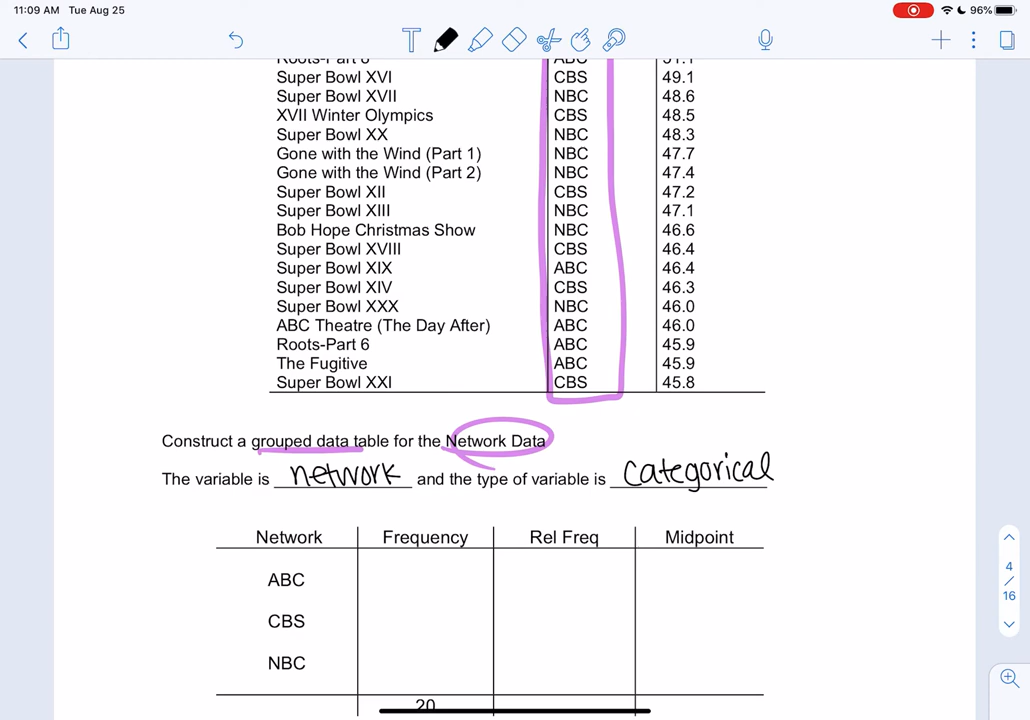 11:09 AM Tue Aug 25 96%
T
Super Bowl XVI CBS 49.1
Super Bowl XVII NBC 48.6
XVII Winter Olympics CBS 48.5
Super Bowl XX NBC 48.3
Gone with the Wind (Part 1) NBC 47.7
Gone with the Wind (Part 2) NBC 47.4
Super Bowl XII CBS 47.2
Super Bowl XIII NBC 47.1
Bob Hope Christmas Show NBC 46.6
Super Bowl XVIII CBS 46.4
Super Bowl XIX ABC 46.4
Super Bowl XIV CBS 46.3
Super Bowl XXX NBC 46.0
ABC Theatre (The Day After) ABC 46.0
Roots-Part 6 ABC 45.9
The Fugitive ABC 45.9
Super Bowl XXI CBS 45.8
Construct a grouped data table for the Network Data
The variable is network and the type of variable is categorical
Network Frequency Rel Freq Midpoint
ABC
CBS
NBC
20
4
/
16